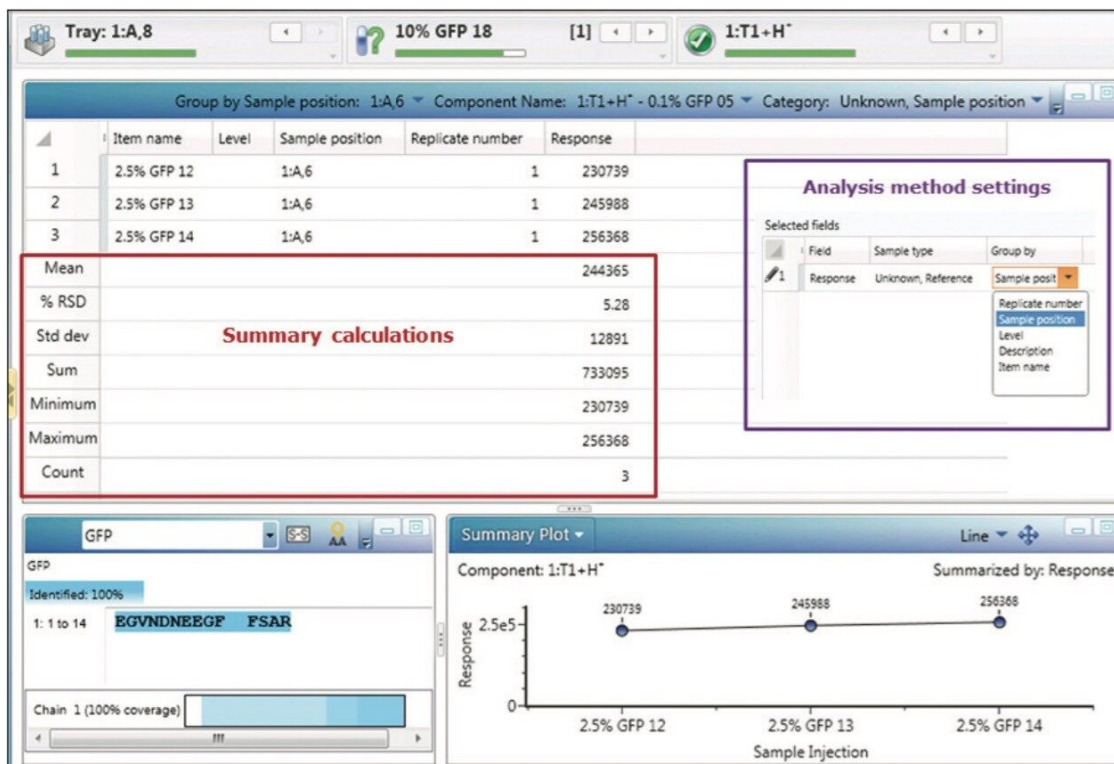 Tray: 1:A,8
10% GFP 18 [1]
1:T1+H⁺
Group by Sample position: 1:A,6 Component Name: 1:T1+H⁺ - 0.1% GFP 05 Category: Unknown, Sample position
Item name Level Sample position Replicate number Response
1 2.5% GFP 12 1:A,6 1 230739
2 2.5% GFP 13 1:A,6 1 245988
3 2.5% GFP 14 1:A,6 1 256368
Mean 244365
% RSD 5.28
Std dev 12891
Sum 733095
Minimum 230739
Maximum 256368
Count 3
Summary calculations
Analysis method settings
Selected fields
Field Sample type Group by
1 Response Unknown, Reference Sample posit
Replicate number
Sample position
Level
Description
Item name
GFP
S-S
AA
GFP
Identified: 100%
1: 1 to 14 EGVNDNEEGF FSAR
Chain 1 (100% coverage)
Summary Plot
Line
Component: 1:T1+H⁺ Summarized by: Response
230739 245988 256368
Response
2.5e5
0
2.5% GFP 12 2.5% GFP 13 2.5% GFP 14
Sample Injection